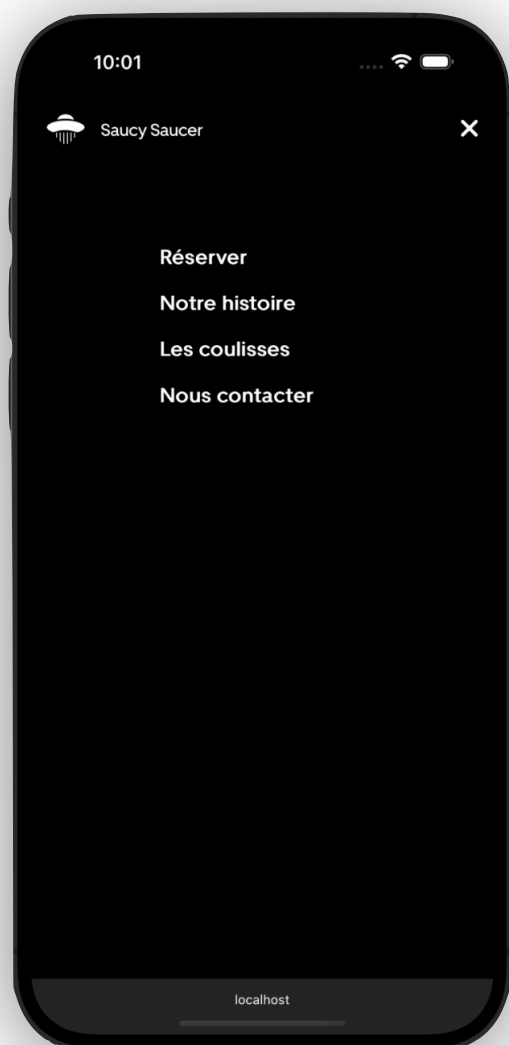 10:01
Saucy Saucer
Réserver
Notre histoire
Les coulisses
Nous contacter
localhost